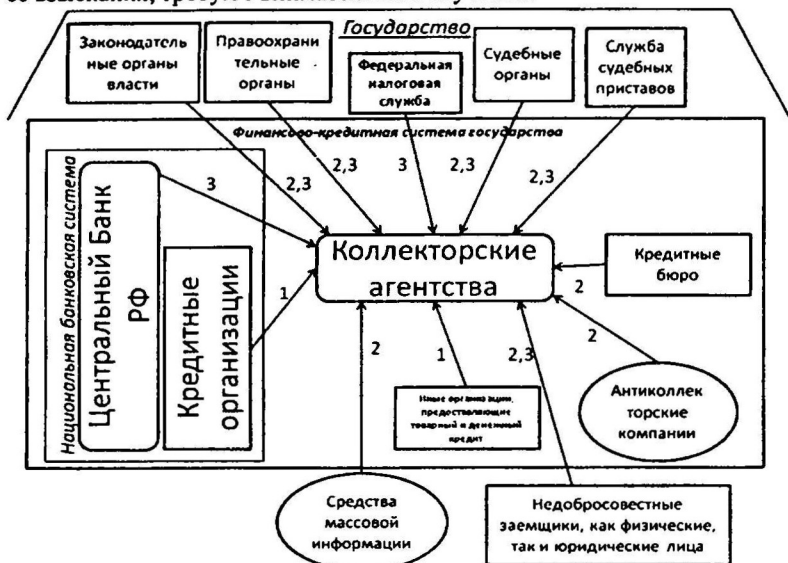 Государство
Законодатель
ные органы
власти
Правоохрани
тельные
органы
Федеральная
налоговая
служба
Судебные
органы
Служба
судебных
приставов
Финансово-кредитная система государства
Национальная банковская система
Центральный Банк
РФ
Кредитные
организации
3
2,3
2,3
3
2,3
2,3
Коллекторские
агентства
Кредитные
бюро
1
2
2
1
2,3
2
Иные организации,
предоставляющие
товарный и денежный
кредит
Антиколлек
торские
компании
Средства
массовой
информации
Недобросовестные
заемщики, как физические,
так и юридические лица